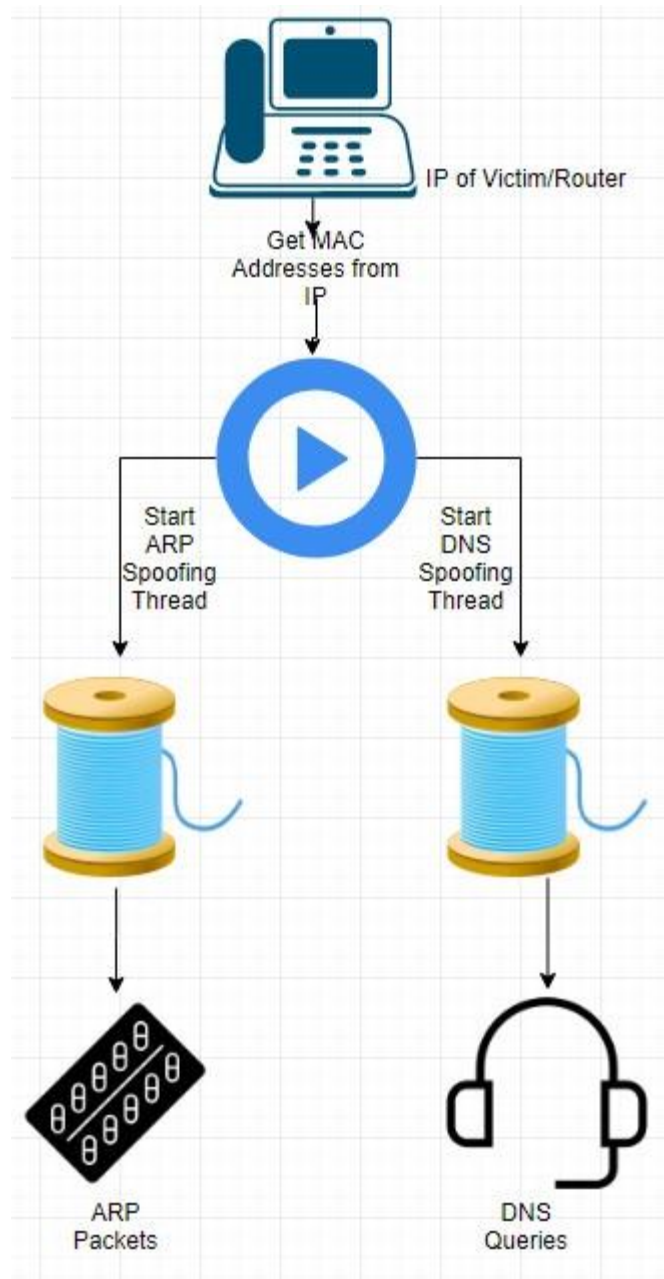 IP of Victim/Router
Get MAC
Addresses from
IP
Start
ARP
Spoofing
Thread
Start
DNS
Spoofing
Thread
ARP
Packets
DNS
Queries